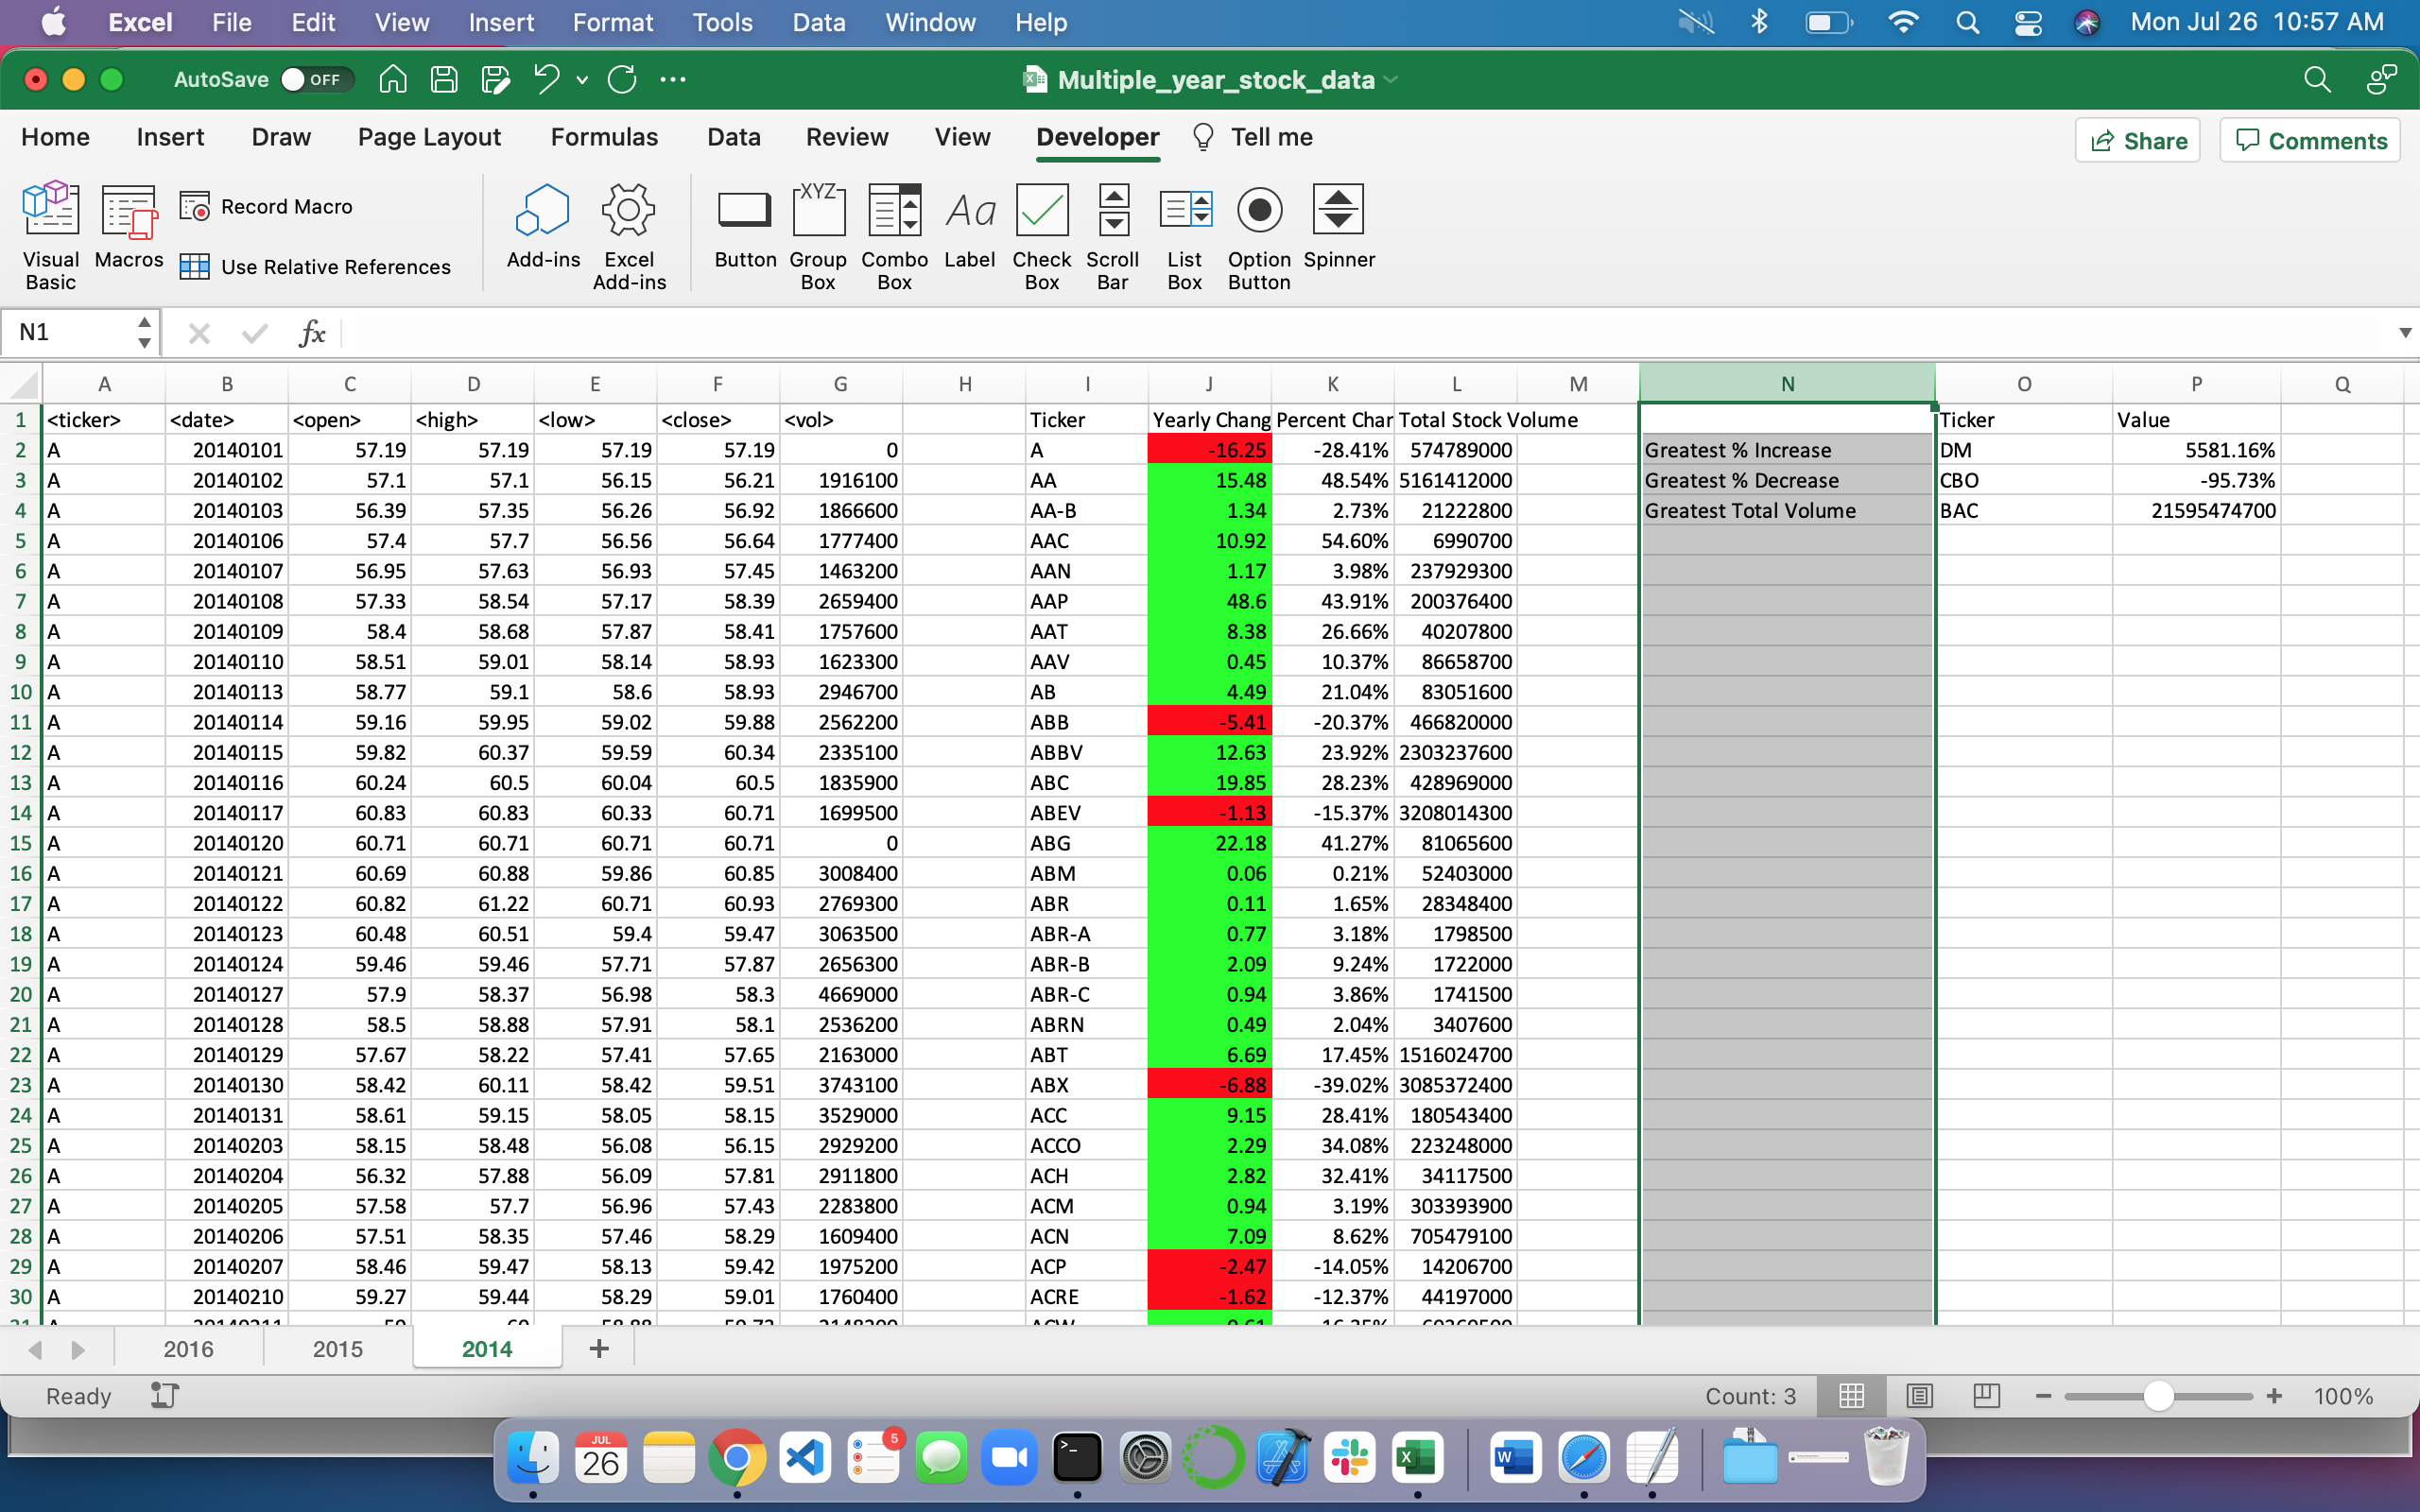 Excel File Edit View Insert Format Tools Data Window Help Mon Jul 26 10:57 AM
AutoSave OFF Multiple_year_stock_data
Home Insert Draw Page Layout Formulas Data Review View Developer Tell me Share Comments
Visual Basic Macros Record Macro Use Relative References Add-ins Excel Add-ins Button Group Box Combo Box Label Check Box Scroll Bar List Box Option Button Spinner
N1 fx
A B C D E F G H I J K L M N O P Q
1 <ticker> <date> <open> <high> <low> <close> <vol> Ticker Yearly Chang Percent Char Total Stock Volume Ticker Value
2 A 20140101 57.19 57.19 57.19 57.19 0 A -16.25 -28.41% 574789000 Greatest % Increase DM 5581.16%
3 A 20140102 57.1 57.1 56.15 56.21 1916100 AA 15.48 48.54% 5161412000 Greatest % Decrease CBO -95.73%
4 A 20140103 56.39 57.35 56.26 56.92 1866600 AA-B 1.34 2.73% 21222800 Greatest Total Volume BAC 21595474700
5 A 20140106 57.4 57.7 56.56 56.64 1777400 AAC 10.92 54.60% 6990700
6 A 20140107 56.95 57.63 56.93 57.45 1463200 AAN 1.17 3.98% 237929300
7 A 20140108 57.33 58.54 57.17 58.39 2659400 AAP 48.6 43.91% 200376400
8 A 20140109 58.4 58.68 57.87 58.41 1757600 AAT 8.38 26.66% 40207800
9 A 20140110 58.51 59.01 58.14 58.93 1623300 AAV 0.45 10.37% 86658700
10 A 20140113 58.77 59.1 58.6 58.93 2946700 AB 4.49 21.04% 83051600
11 A 20140114 59.16 59.95 59.02 59.88 2562200 ABB -5.41 -20.37% 466820000
12 A 20140115 59.82 60.37 59.59 60.34 2335100 ABBV 12.63 23.92% 2303237600
13 A 20140116 60.24 60.5 60.04 60.5 1835900 ABC 19.85 28.23% 428969000
14 A 20140117 60.83 60.83 60.33 60.71 1699500 ABEV -1.13 -15.37% 3208014300
15 A 20140120 60.71 60.71 60.71 60.71 0 ABG 22.18 41.27% 81065600
16 A 20140121 60.69 60.88 59.86 60.85 3008400 ABM 0.06 0.21% 52403000
17 A 20140122 60.82 61.22 60.71 60.93 2769300 ABR 0.11 1.65% 28348400
18 A 20140123 60.48 60.51 59.4 59.47 3063500 ABR-A 0.77 3.18% 1798500
19 A 20140124 59.46 59.46 57.71 57.87 2656300 ABR-B 2.09 9.24% 1722000
20 A 20140127 57.9 58.37 56.98 58.3 4669000 ABR-C 0.94 3.86% 1741500
21 A 20140128 58.5 58.88 57.91 58.1 2536200 ABRN 0.49 2.04% 3407600
22 A 20140129 57.67 58.22 57.41 57.65 2163000 ABT 6.69 17.45% 1516024700
23 A 20140130 58.42 60.11 58.42 59.51 3743100 ABX -6.88 -39.02% 3085372400
24 A 20140131 58.61 59.15 58.05 58.15 3529000 ACC 9.15 28.41% 180543400
25 A 20140203 58.15 58.48 56.08 56.15 2929200 ACCO 2.29 34.08% 223248000
26 A 20140204 56.32 57.88 56.09 57.81 2911800 ACH 2.82 32.41% 34117500
27 A 20140205 57.58 57.7 56.96 57.43 2283800 ACM 0.94 3.19% 303393900
28 A 20140206 57.51 58.35 57.46 58.29 1609400 ACN 7.09 8.62% 705479100
29 A 20140207 58.46 59.47 58.13 59.42 1975200 ACP -2.47 -14.05% 14206700
30 A 20140210 59.27 59.44 58.29 59.01 1760400 ACRE -1.62 -12.37% 44197000
2016 2015 2014 +
Ready Count: 3 100%
JUL 26 5